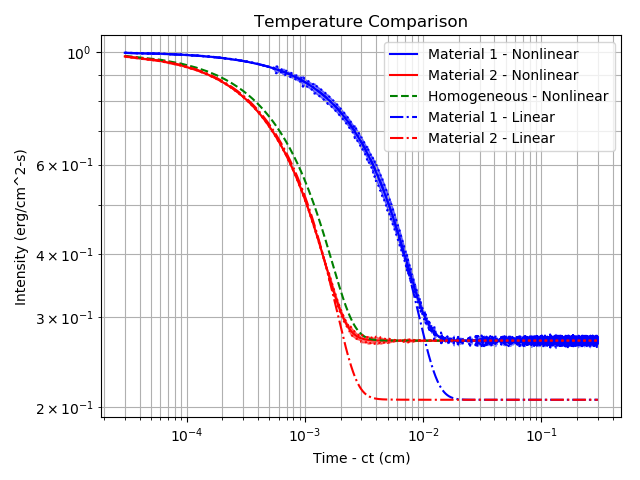 Temperature Comparison
Intensity (erg/cm^2-s)
10⁰
6 × 10⁻¹
4 × 10⁻¹
3 × 10⁻¹
2 × 10⁻¹
Material 1 - Nonlinear
Material 2 - Nonlinear
Homogeneous - Nonlinear
Material 1 - Linear
Material 2 - Linear
10⁻⁴ 10⁻³ 10⁻² 10⁻¹
Time - ct (cm)